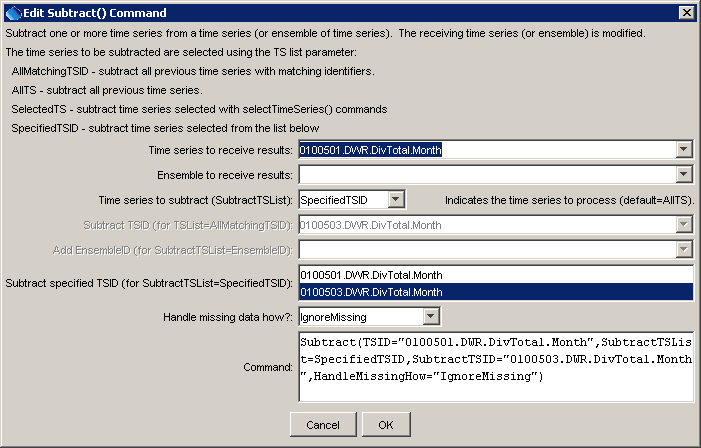 Edit Subtract() Command
Subtract one or more time series from a time series (or ensemble of time series).  The receiving time series (or ensemble) is modified.
The time series to be subtracted are selected using the TS list parameter:
AllMatchingTSID - subtract all previous time series with matching identifiers.
AllTS - subtract all previous time series.
SelectedTS - subtract time series selected with selectTimeSeries() commands
SpecifiedTSID - subtract time series selected from the list below
Time series to receive results: 0100501.DWR.DivTotal.Month
Ensemble to receive results:
Time series to subtract (SubtractTSList): SpecifiedTSID Indicates the time series to process (default=AllTS).
Subtract TSID (for TSList=AllMatchingTSID): 0100503.DWR.DivTotal.Month
Add EnsembleID (for SubtractTSList=EnsembleID):
0100501.DWR.DivTotal.Month
Subtract specified TSID (for SubtractTSList=SpecifiedTSID):
0100503.DWR.DivTotal.Month
Handle missing data how?: IgnoreMissing
Command:
Subtract(TSID="0100501.DWR.DivTotal.Month",SubtractTSLis
t=SpecifiedTSID,SubtractTSID="0100503.DWR.DivTotal.Month
",HandleMissingHow="IgnoreMissing")
Cancel OK